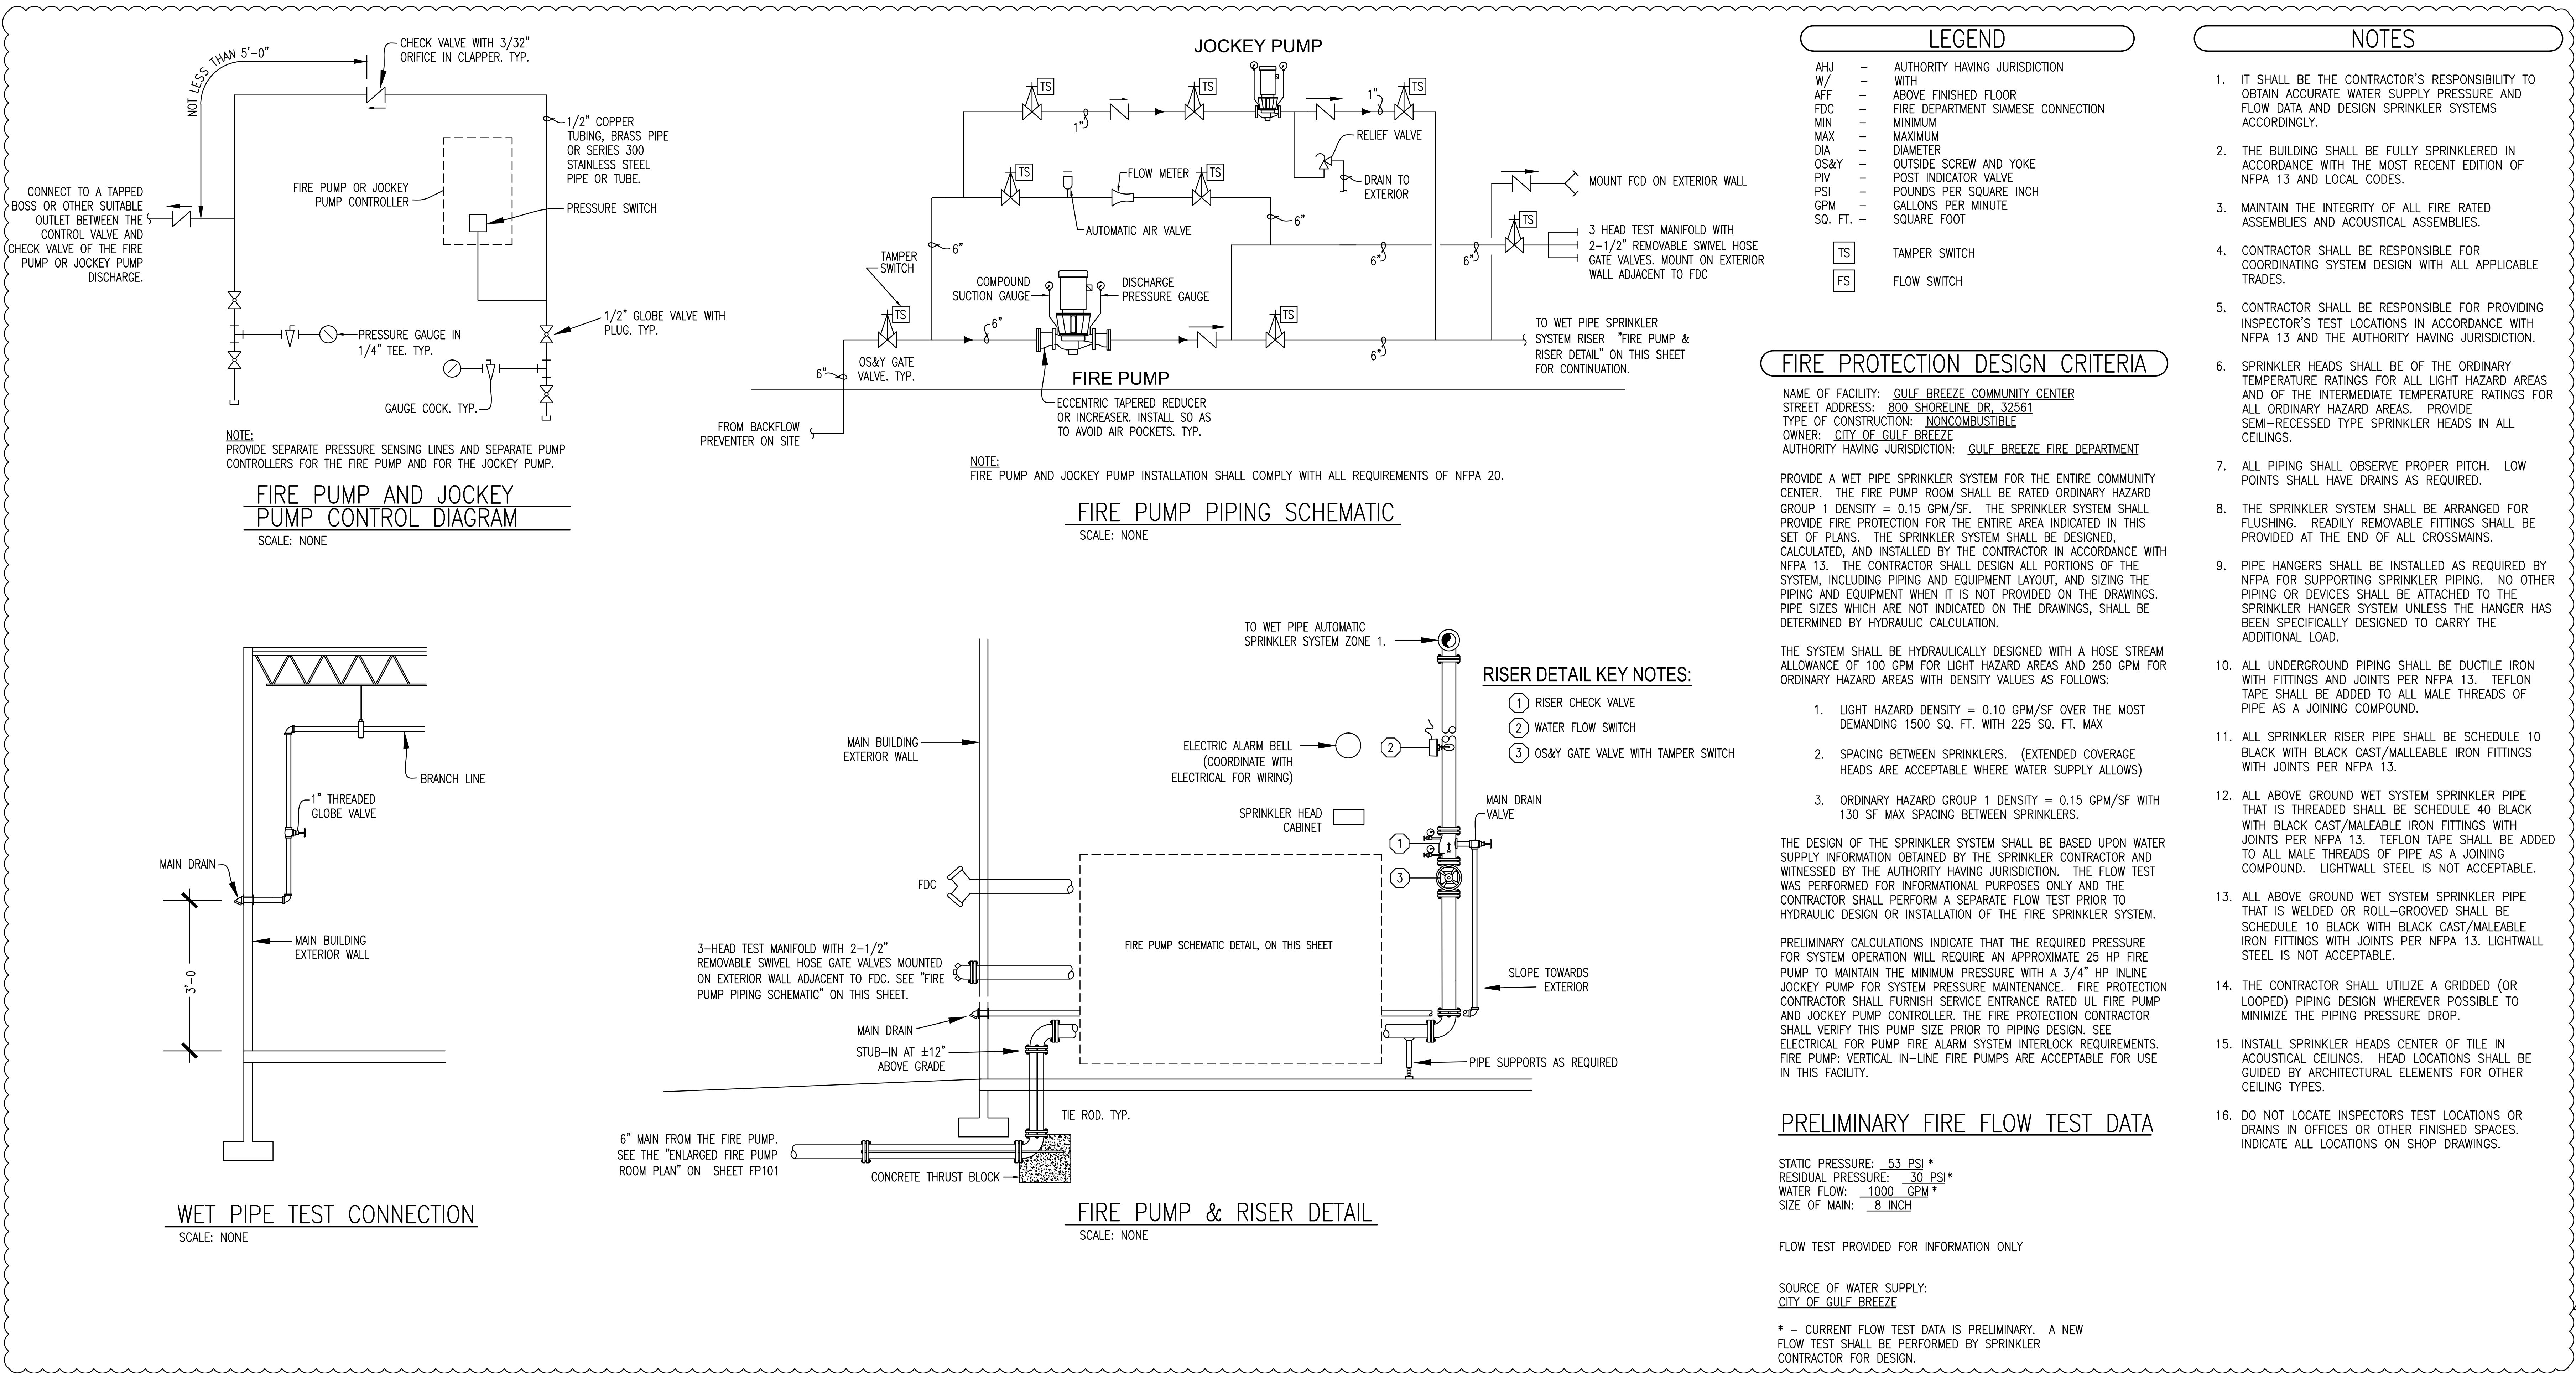 NOT LESS THAN 5'-0"
CHECK VALVE WITH 3/32"
ORIFICE IN CLAPPER. TYP.
1/2" COPPER
TUBING, BRASS PIPE
OR SERIES 300
STAINLESS STEEL
PIPE OR TUBE.
CONNECT TO A TAPPED
BOSS OR OTHER SUITABLE
OUTLET BETWEEN THE
CONTROL VALVE AND
CHECK VALVE OF THE FIRE
PUMP OR JOCKEY PUMP
DISCHARGE.
FIRE PUMP OR JOCKEY
PUMP CONTROLLER
PRESSURE SWITCH
PRESSURE GAUGE IN
1/4" TEE. TYP.
1/2" GLOBE VALVE WITH
PLUG. TYP.
GAUGE COCK. TYP.
NOTE:
PROVIDE SEPARATE PRESSURE SENSING LINES AND SEPARATE PUMP
CONTROLLERS FOR THE FIRE PUMP AND FOR THE JOCKEY PUMP.
FIRE PUMP AND JOCKEY
PUMP CONTROL DIAGRAM
SCALE: NONE
JOCKEY PUMP
TS
TS
TS
1"
1"
RELIEF VALVE
DRAIN TO
EXTERIOR
TS
FLOW METER
TS
AUTOMATIC AIR VALVE
6"
6"
MOUNT FCD ON EXTERIOR WALL
TS
3 HEAD TEST MANIFOLD WITH
2-1/2" REMOVABLE SWIVEL HOSE
GATE VALVES. MOUNT ON EXTERIOR
WALL ADJACENT TO FDC
6"
6"
TAMPER
SWITCH
COMPOUND
SUCTION GAUGE
DISCHARGE
PRESSURE GAUGE
TS
6"
TS
6"
OS&Y GATE
VALVE. TYP.
6"
FIRE PUMP
TO WET PIPE SPRINKLER
SYSTEM RISER "FIRE PUMP &
RISER DETAIL" ON THIS SHEET
FOR CONTINUATION.
ECCENTRIC TAPERED REDUCER
OR INCREASER. INSTALL SO AS
TO AVOID AIR POCKETS. TYP.
FROM BACKFLOW
PREVENTER ON SITE
NOTE:
FIRE PUMP AND JOCKEY PUMP INSTALLATION SHALL COMPLY WITH ALL REQUIREMENTS OF NFPA 20.
FIRE PUMP PIPING SCHEMATIC
SCALE: NONE
BRANCH LINE
1" THREADED
GLOBE VALVE
MAIN DRAIN
MAIN BUILDING
EXTERIOR WALL
3'-0
WET PIPE TEST CONNECTION
SCALE: NONE
TO WET PIPE AUTOMATIC
SPRINKLER SYSTEM ZONE 1.
RISER DETAIL KEY NOTES:
1 RISER CHECK VALVE
2 WATER FLOW SWITCH
3 OS&Y GATE VALVE WITH TAMPER SWITCH
MAIN BUILDING
EXTERIOR WALL
ELECTRIC ALARM BELL
(COORDINATE WITH
ELECTRICAL FOR WIRING)
2
SPRINKLER HEAD
CABINET
MAIN DRAIN
VALVE
1
3
FDC
FIRE PUMP SCHEMATIC DETAIL, ON THIS SHEET
3-HEAD TEST MANIFOLD WITH 2-1/2"
REMOVABLE SWIVEL HOSE GATE VALVES MOUNTED
ON EXTERIOR WALL ADJACENT TO FDC. SEE "FIRE
PUMP PIPING SCHEMATIC" ON THIS SHEET.
SLOPE TOWARDS
EXTERIOR
MAIN DRAIN
STUB-IN AT ±12"
ABOVE GRADE
PIPE SUPPORTS AS REQUIRED
TIE ROD. TYP.
6" MAIN FROM THE FIRE PUMP.
SEE THE "ENLARGED FIRE PUMP
ROOM PLAN" ON SHEET FP101
CONCRETE THRUST BLOCK
FIRE PUMP & RISER DETAIL
SCALE: NONE
LEGEND
AHJ – AUTHORITY HAVING JURISDICTION
W/ – WITH
AFF – ABOVE FINISHED FLOOR
FDC – FIRE DEPARTMENT SIAMESE CONNECTION
MIN – MINIMUM
MAX – MAXIMUM
DIA – DIAMETER
OS&Y – OUTSIDE SCREW AND YOKE
PIV – POST INDICATOR VALVE
PSI – POUNDS PER SQUARE INCH
GPM – GALLONS PER MINUTE
SQ. FT. – SQUARE FOOT
TS TAMPER SWITCH
FS FLOW SWITCH
FIRE PROTECTION DESIGN CRITERIA
NAME OF FACILITY: GULF BREEZE COMMUNITY CENTER
STREET ADDRESS: 800 SHORELINE DR, 32561
TYPE OF CONSTRUCTION: NONCOMBUSTIBLE
OWNER: CITY OF GULF BREEZE
AUTHORITY HAVING JURISDICTION: GULF BREEZE FIRE DEPARTMENT
PROVIDE A WET PIPE SPRINKLER SYSTEM FOR THE ENTIRE COMMUNITY
CENTER. THE FIRE PUMP ROOM SHALL BE RATED ORDINARY HAZARD
GROUP 1 DENSITY = 0.15 GPM/SF. THE SPRINKLER SYSTEM SHALL
PROVIDE FIRE PROTECTION FOR THE ENTIRE AREA INDICATED IN THIS
SET OF PLANS. THE SPRINKLER SYSTEM SHALL BE DESIGNED,
CALCULATED, AND INSTALLED BY THE CONTRACTOR IN ACCORDANCE WITH
NFPA 13. THE CONTRACTOR SHALL DESIGN ALL PORTIONS OF THE
SYSTEM, INCLUDING PIPING AND EQUIPMENT LAYOUT, AND SIZING THE
PIPING AND EQUIPMENT WHEN IT IS NOT PROVIDED ON THE DRAWINGS.
PIPE SIZES WHICH ARE NOT INDICATED ON THE DRAWINGS, SHALL BE
DETERMINED BY HYDRAULIC CALCULATION.
THE SYSTEM SHALL BE HYDRAULICALLY DESIGNED WITH A HOSE STREAM
ALLOWANCE OF 100 GPM FOR LIGHT HAZARD AREAS AND 250 GPM FOR
ORDINARY HAZARD AREAS WITH DENSITY VALUES AS FOLLOWS:
1. LIGHT HAZARD DENSITY = 0.10 GPM/SF OVER THE MOST
DEMANDING 1500 SQ. FT. WITH 225 SQ. FT. MAX
2. SPACING BETWEEN SPRINKLERS. (EXTENDED COVERAGE
HEADS ARE ACCEPTABLE WHERE WATER SUPPLY ALLOWS)
3. ORDINARY HAZARD GROUP 1 DENSITY = 0.15 GPM/SF WITH
130 SF MAX SPACING BETWEEN SPRINKLERS.
THE DESIGN OF THE SPRINKLER SYSTEM SHALL BE BASED UPON WATER
SUPPLY INFORMATION OBTAINED BY THE SPRINKLER CONTRACTOR AND
WITNESSED BY THE AUTHORITY HAVING JURISDICTION. THE FLOW TEST
WAS PERFORMED FOR INFORMATIONAL PURPOSES ONLY AND THE
CONTRACTOR SHALL PERFORM A SEPARATE FLOW TEST PRIOR TO
HYDRAULIC DESIGN OR INSTALLATION OF THE FIRE SPRINKLER SYSTEM.
PRELIMINARY CALCULATIONS INDICATE THAT THE REQUIRED PRESSURE
FOR SYSTEM OPERATION WILL REQUIRE AN APPROXIMATE 25 HP FIRE
PUMP TO MAINTAIN THE MINIMUM PRESSURE WITH A 3/4" HP INLINE
JOCKEY PUMP FOR SYSTEM PRESSURE MAINTENANCE. FIRE PROTECTION
CONTRACTOR SHALL FURNISH SERVICE ENTRANCE RATED UL FIRE PUMP
AND JOCKEY PUMP CONTROLLER. THE FIRE PROTECTION CONTRACTOR
SHALL VERIFY THIS PUMP SIZE PRIOR TO PIPING DESIGN. SEE
ELECTRICAL FOR PUMP FIRE ALARM SYSTEM INTERLOCK REQUIREMENTS.
FIRE PUMP: VERTICAL IN-LINE FIRE PUMPS ARE ACCEPTABLE FOR USE
IN THIS FACILITY.
PRELIMINARY FIRE FLOW TEST DATA
STATIC PRESSURE: 53 PSI *
RESIDUAL PRESSURE: 30 PSI*
WATER FLOW: 1000 GPM *
SIZE OF MAIN: 8 INCH
FLOW TEST PROVIDED FOR INFORMATION ONLY
SOURCE OF WATER SUPPLY:
CITY OF GULF BREEZE
* – CURRENT FLOW TEST DATA IS PRELIMINARY. A NEW
FLOW TEST SHALL BE PERFORMED BY SPRINKLER
CONTRACTOR FOR DESIGN.
NOTES
1. IT SHALL BE THE CONTRACTOR'S RESPONSIBILITY TO
OBTAIN ACCURATE WATER SUPPLY PRESSURE AND
FLOW DATA AND DESIGN SPRINKLER SYSTEMS
ACCORDINGLY.
2. THE BUILDING SHALL BE FULLY SPRINKLERED IN
ACCORDANCE WITH THE MOST RECENT EDITION OF
NFPA 13 AND LOCAL CODES.
3. MAINTAIN THE INTEGRITY OF ALL FIRE RATED
ASSEMBLIES AND ACOUSTICAL ASSEMBLIES.
4. CONTRACTOR SHALL BE RESPONSIBLE FOR
COORDINATING SYSTEM DESIGN WITH ALL APPLICABLE
TRADES.
5. CONTRACTOR SHALL BE RESPONSIBLE FOR PROVIDING
INSPECTOR'S TEST LOCATIONS IN ACCORDANCE WITH
NFPA 13 AND THE AUTHORITY HAVING JURISDICTION.
6. SPRINKLER HEADS SHALL BE OF THE ORDINARY
TEMPERATURE RATINGS FOR ALL LIGHT HAZARD AREAS
AND OF THE INTERMEDIATE TEMPERATURE RATINGS FOR
ALL ORDINARY HAZARD AREAS. PROVIDE
SEMI-RECESSED TYPE SPRINKLER HEADS IN ALL
CEILINGS.
7. ALL PIPING SHALL OBSERVE PROPER PITCH. LOW
POINTS SHALL HAVE DRAINS AS REQUIRED.
8. THE SPRINKLER SYSTEM SHALL BE ARRANGED FOR
FLUSHING. READILY REMOVABLE FITTINGS SHALL BE
PROVIDED AT THE END OF ALL CROSSMAINS.
9. PIPE HANGERS SHALL BE INSTALLED AS REQUIRED BY
NFPA FOR SUPPORTING SPRINKLER PIPING. NO OTHER
PIPING OR DEVICES SHALL BE ATTACHED TO THE
SPRINKLER HANGER SYSTEM UNLESS THE HANGER HAS
BEEN SPECIFICALLY DESIGNED TO CARRY THE
ADDITIONAL LOAD.
10. ALL UNDERGROUND PIPING SHALL BE DUCTILE IRON
WITH FITTINGS AND JOINTS PER NFPA 13. TEFLON
TAPE SHALL BE ADDED TO ALL MALE THREADS OF
PIPE AS A JOINING COMPOUND.
11. ALL SPRINKLER RISER PIPE SHALL BE SCHEDULE 10
BLACK WITH BLACK CAST/MALLEABLE IRON FITTINGS
WITH JOINTS PER NFPA 13.
12. ALL ABOVE GROUND WET SYSTEM SPRINKLER PIPE
THAT IS THREADED SHALL BE SCHEDULE 40 BLACK
WITH BLACK CAST/MALEABLE IRON FITTINGS WITH
JOINTS PER NFPA 13. TEFLON TAPE SHALL BE ADDED
TO ALL MALE THREADS OF PIPE AS A JOINING
COMPOUND. LIGHTWALL STEEL IS NOT ACCEPTABLE.
13. ALL ABOVE GROUND WET SYSTEM SPRINKLER PIPE
THAT IS WELDED OR ROLL-GROOVED SHALL BE
SCHEDULE 10 BLACK WITH BLACK CAST/MALEABLE
IRON FITTINGS WITH JOINTS PER NFPA 13. LIGHTWALL
STEEL IS NOT ACCEPTABLE.
14. THE CONTRACTOR SHALL UTILIZE A GRIDDED (OR
LOOPED) PIPING DESIGN WHEREVER POSSIBLE TO
MINIMIZE THE PIPING PRESSURE DROP.
15. INSTALL SPRINKLER HEADS CENTER OF TILE IN
ACOUSTICAL CEILINGS. HEAD LOCATIONS SHALL BE
GUIDED BY ARCHITECTURAL ELEMENTS FOR OTHER
CEILING TYPES.
16. DO NOT LOCATE INSPECTORS TEST LOCATIONS OR
DRAINS IN OFFICES OR OTHER FINISHED SPACES.
INDICATE ALL LOCATIONS ON SHOP DRAWINGS.